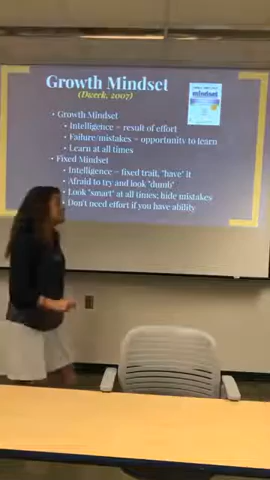 Growth Mindset
(Dweck, 2007)
mindset
• Growth Mindset
• Intelligence = result of effort
• Failure/mistakes = opportunity to learn
• Learn at all times
• Fixed Mindset
• Intelligence = fixed trait, "have" it
• Afraid to try and look "dumb"
• Look "smart" at all times; hide mistakes
• Don't need effort if you have ability